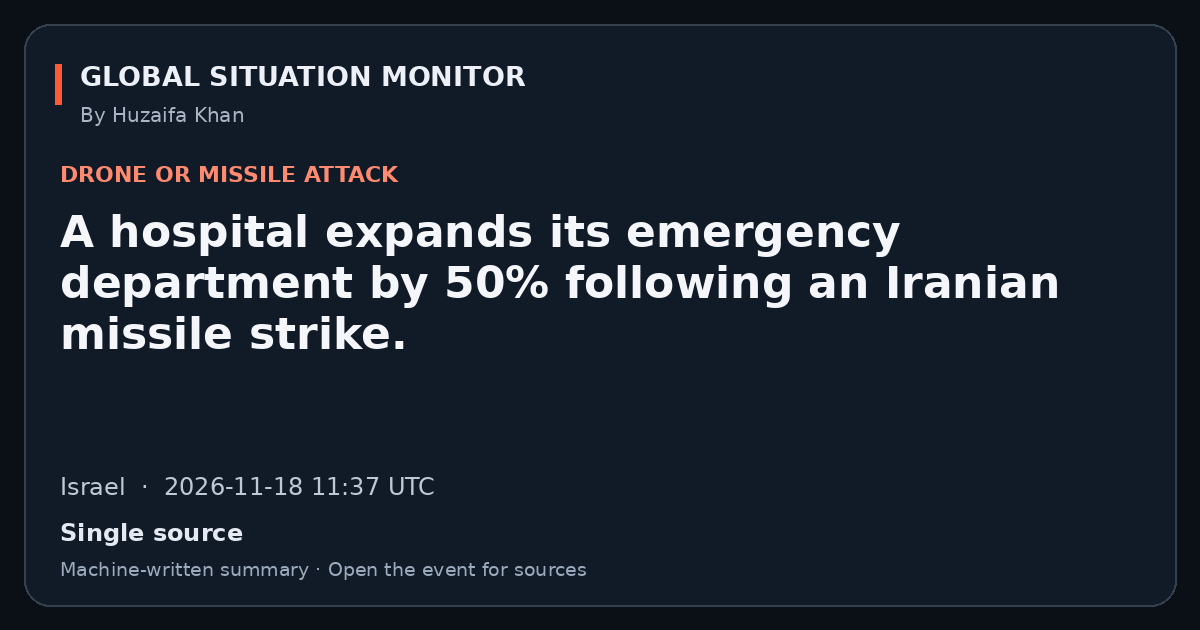 GLOBAL SITUATION MONITOR
By Huzaifa Khan
DRONE OR MISSILE ATTACK
A hospital expands its emergency
department by 50% following an Iranian
missile strike.
Israel · 2026-11-18 11:37 UTC
Single source
Machine-written summary · Open the event for sources